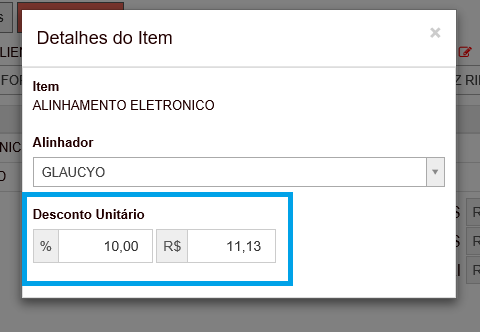 Detalhes do Item ×
Item
ALINHAMENTO ELETRONICO
Alinhador
GLAUCYO
Desconto Unitário
% 10,00 R$ 11,13